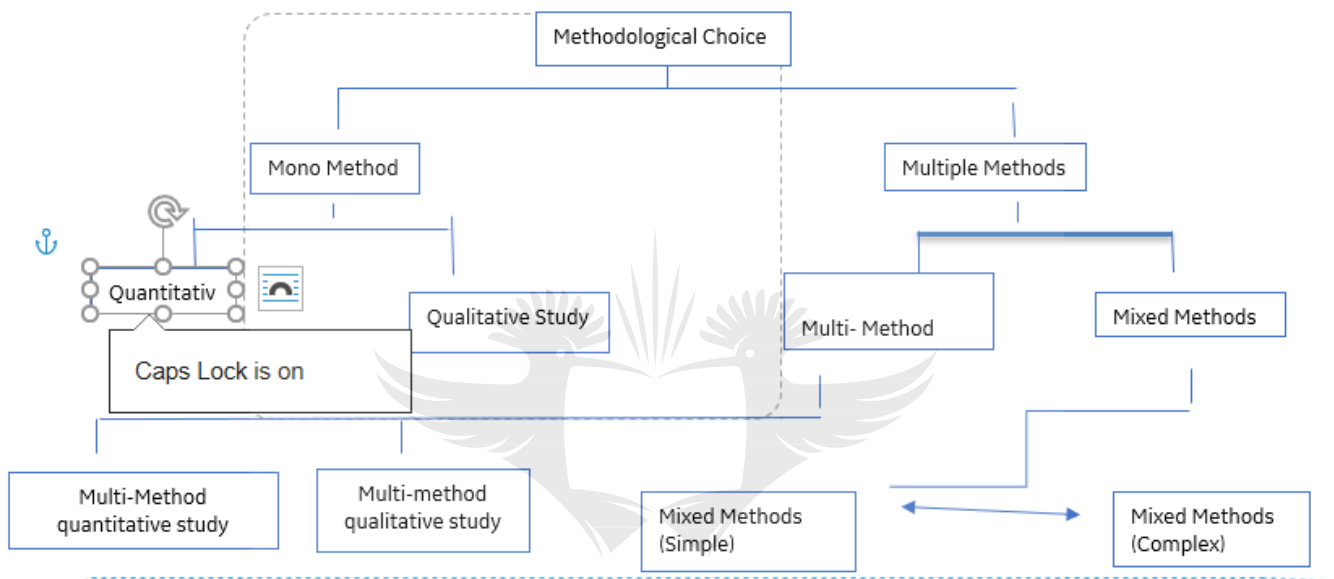 Methodological Choice
Mono Method
Multiple Methods
Quantitativ
Qualitative Study
Multi- Method
Mixed Methods
Caps Lock is on
Multi-Method
quantitative study
Multi-method
qualitative study
Mixed Methods
(Simple)
Mixed Methods
(Complex)